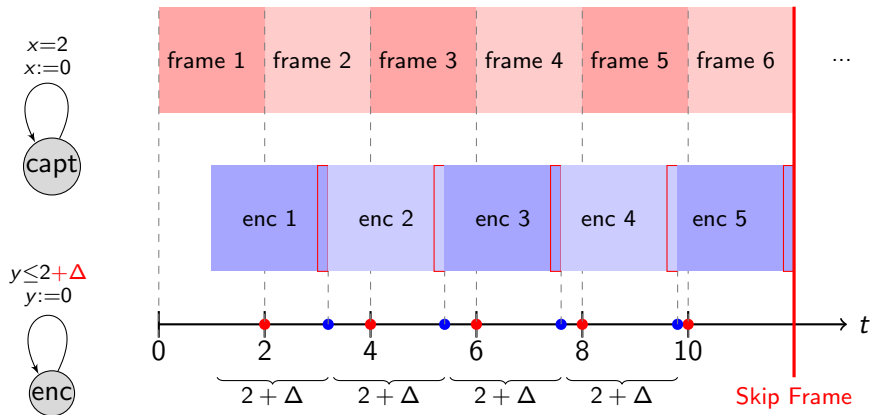 x=2
x:=0
capt
frame 1 frame 2 frame 3 frame 4 frame 5 frame 6 ...
enc 1 enc 2 enc 3 enc 4 enc 5
y≤2+Δ
y:=0
enc
0 2 4 6 8 10 t
2 + Δ 2 + Δ 2 + Δ 2 + Δ
Skip Frame